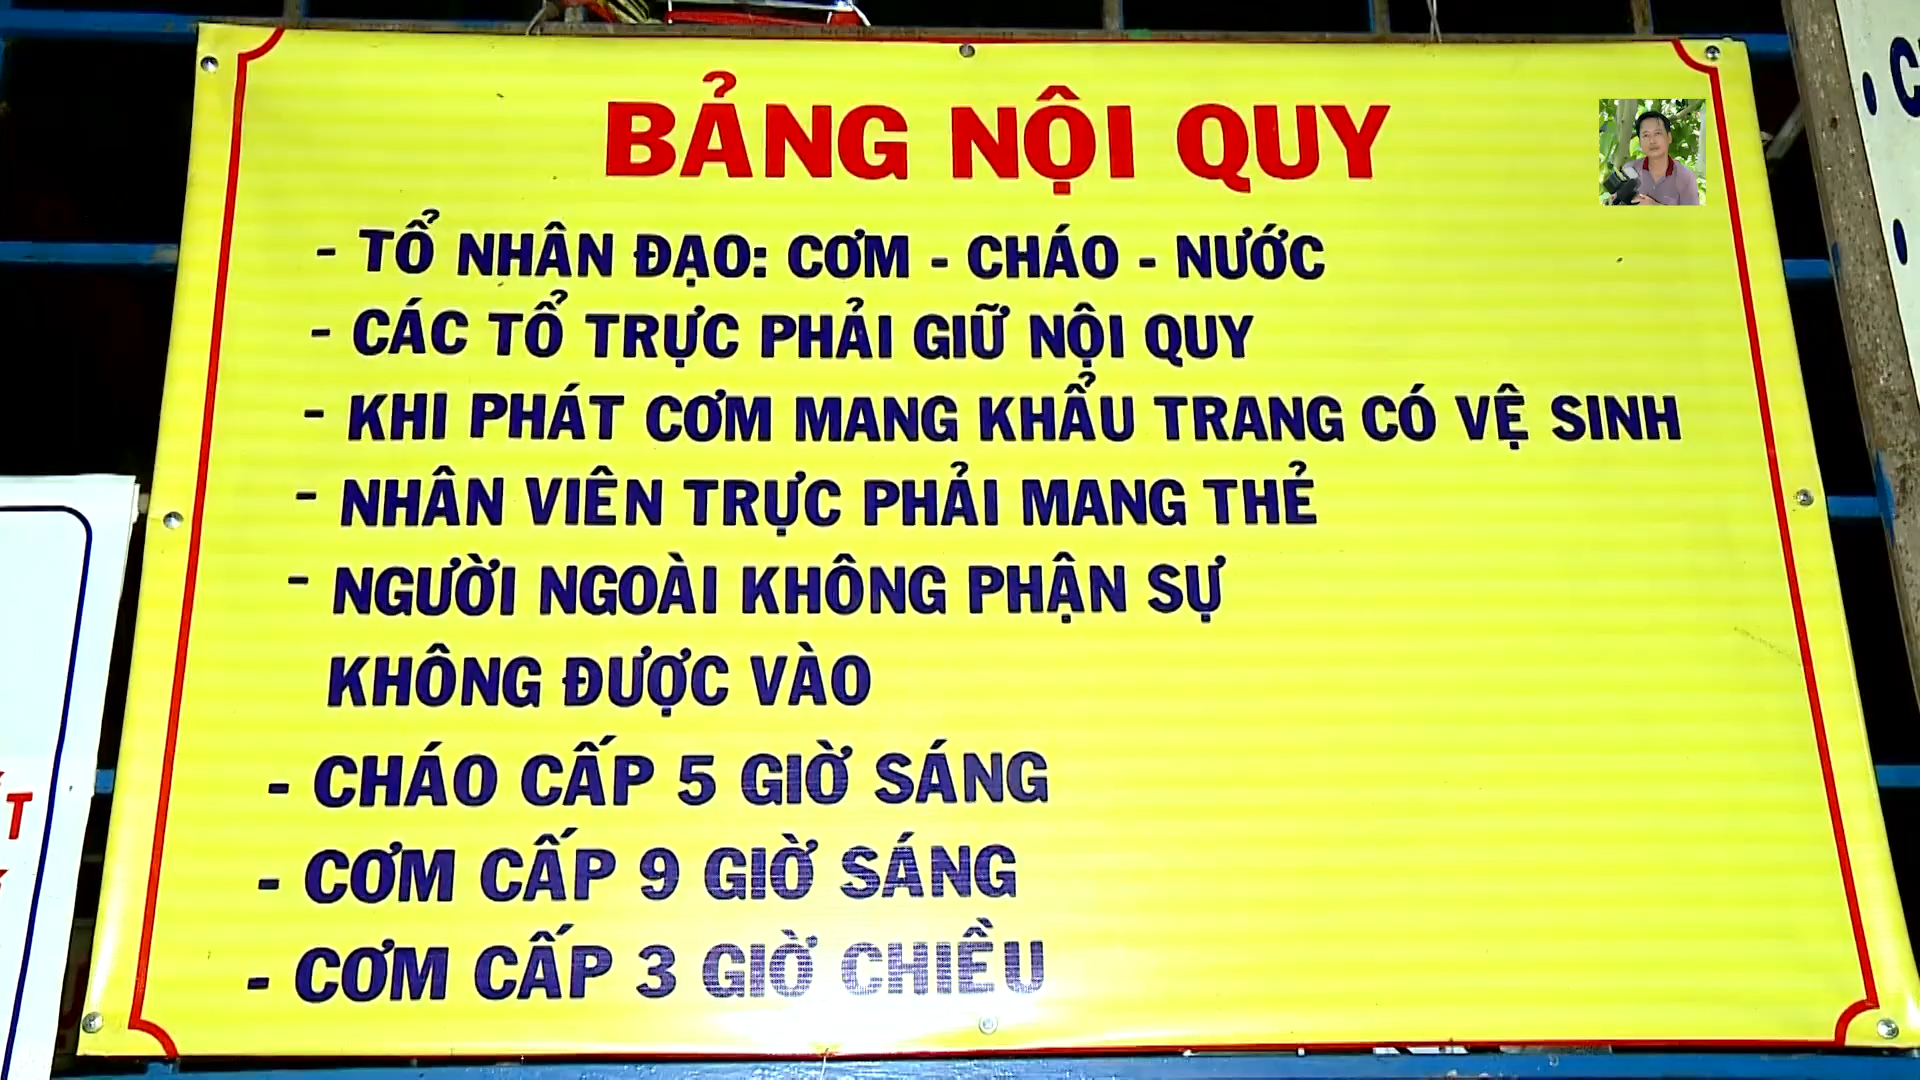 BẢNG NỘI QUY
- TỔ NHÂN ĐẠO: CƠM - CHÁO - NƯỚC
- CÁC TỔ TRỰC PHẢI GIỮ NỘI QUY
- KHI PHÁT CƠM MANG KHẨU TRANG CÓ VỆ SINH
- NHÂN VIÊN TRỰC PHẢI MANG THẺ
- NGƯỜI NGOÀI KHÔNG PHẬN SỰ
KHÔNG ĐƯỢC VÀO
- CHÁO CẤP 5 GIỜ SÁNG
- CƠM CẤP 9 GIỜ SÁNG
- CƠM CẤP 3 GIỜ CHIỀU